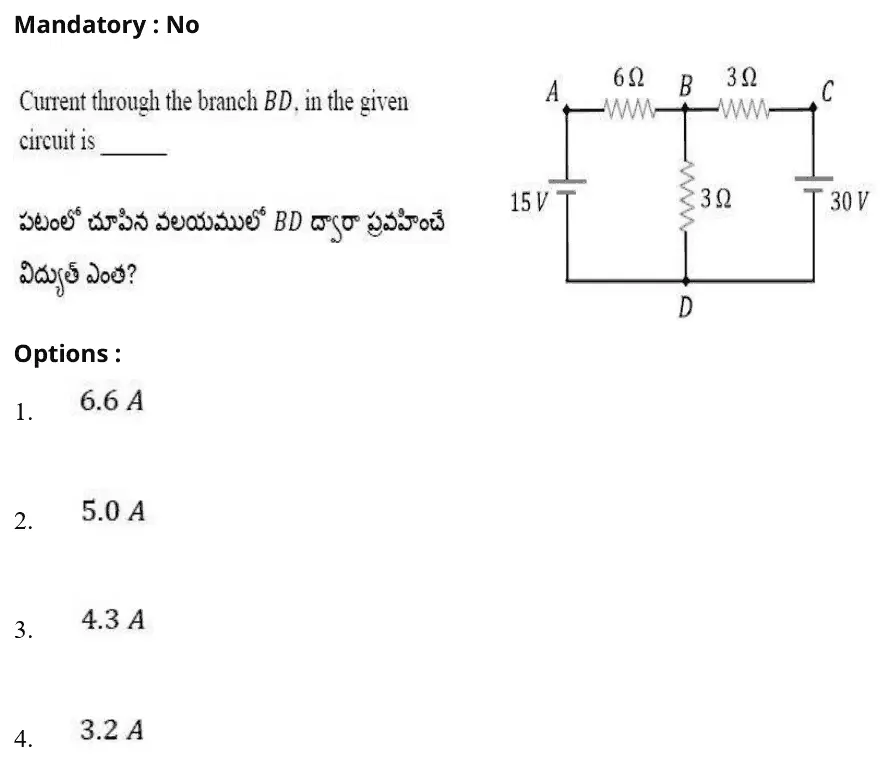 Mandatory : No
Current through the branch BD, in the given
circuit is ______
పటంలో చూపిన వలయములో BD ద్వారా ప్రవహించే
విద్యుత్ ఎంత?
A 6Ω B 3Ω C
15 V 3Ω 30 V
D
Options :
1. 6.6 A
2. 5.0 A
3. 4.3 A
4. 3.2 A